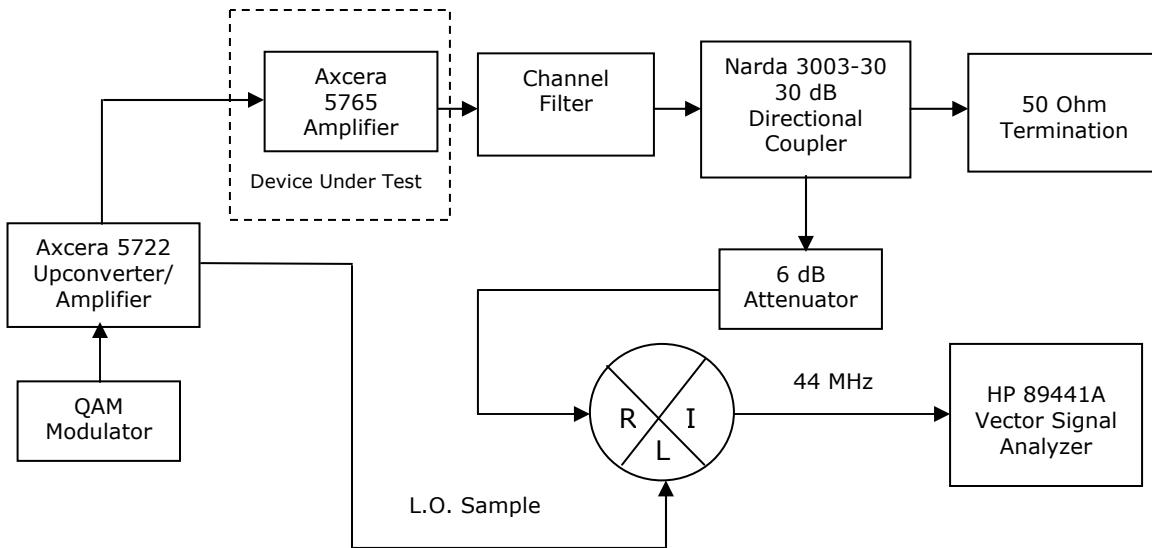 Axcera
5765
Amplifier
Device Under Test
Channel
Filter
Narda 3003-30
30 dB
Directional
Coupler
50 Ohm
Termination
Axcera 5722
Upconverter/
Amplifier
6 dB
Attenuator
QAM
Modulator
R
I
L
44 MHz
HP 89441A
Vector Signal
Analyzer
L.O. Sample